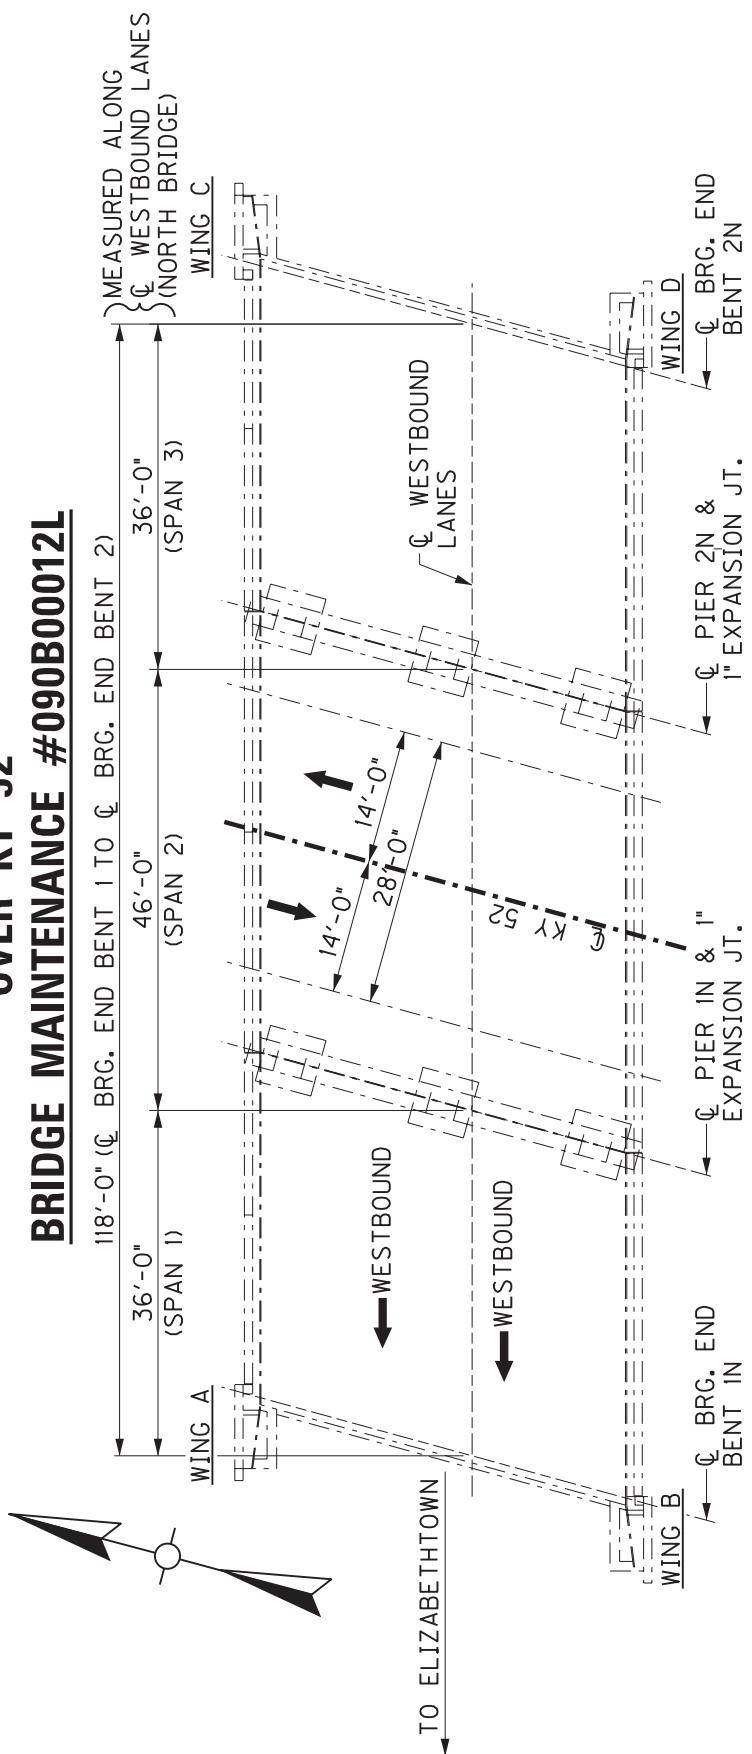 OVER KY 52
BRIDGE MAINTENANCE #090B00012L
118'-0" (℄ BRG. END BENT 1 TO ℄ BRG. END BENT 2)
MEASURED ALONG
℄ WESTBOUND LANES
(NORTH BRIDGE)
36'-0"
(SPAN 1)
46'-0"
(SPAN 2)
36'-0"
(SPAN 3)
WING A
WING C
14'-0"
14'-0"
28'-0"
℄ KY 52
WESTBOUND
WESTBOUND
℄ WESTBOUND
LANES
TO ELIZABETHTOWN
WING B
WING D
℄ BRG. END
BENT 1N
℄ PIER 1N & 1"
EXPANSION JT.
℄ PIER 2N &
1" EXPANSION JT.
℄ BRG. END
BENT 2N